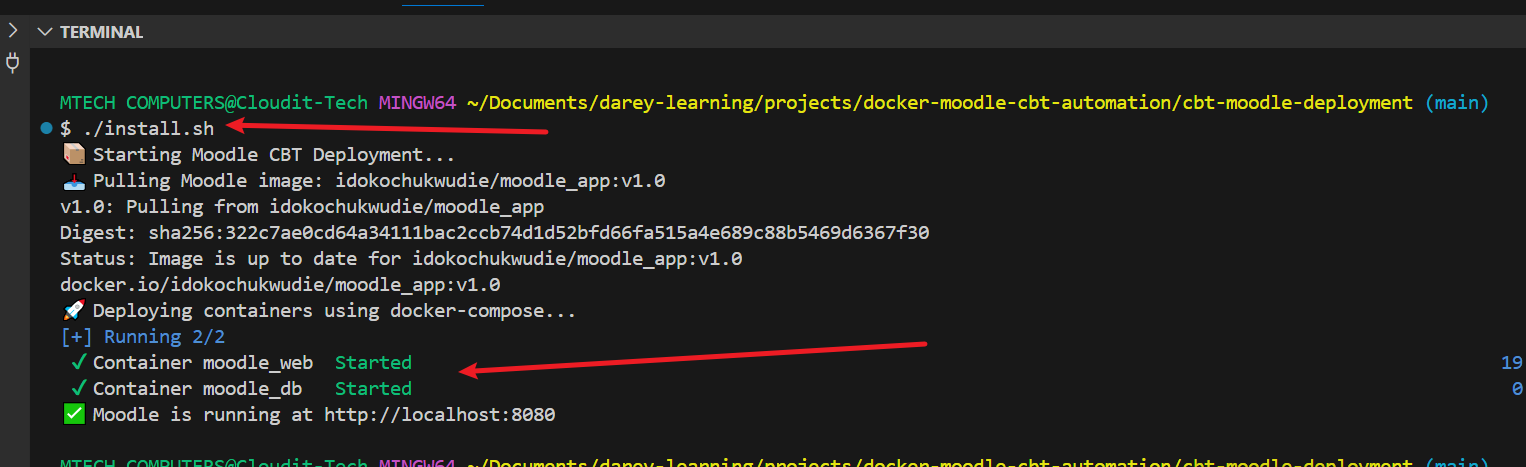 TERMINAL
MTECH COMPUTERS@Cloudit-Tech MINGW64 ~/Documents/darey-learning/projects/docker-moodle-cbt-automation/cbt-moodle-deployment (main)
$ ./install.sh
📦 Starting Moodle CBT Deployment...
📥 Pulling Moodle image: idokochukwudie/moodle_app:v1.0
v1.0: Pulling from idokochukwudie/moodle_app
Digest: sha256:322c7ae0cd64a34111bac2ccb74d1d52bfd66fa515a4e689c88b5469d6367f30
Status: Image is up to date for idokochukwudie/moodle_app:v1.0
docker.io/idokochukwudie/moodle_app:v1.0
🚀 Deploying containers using docker-compose...
[+] Running 2/2
✔ Container moodle_web Started 19
✔ Container moodle_db Started 0
✅ Moodle is running at http://localhost:8080
MTECH COMPUTERS@Cloudit-Tech MINGW64 ~/Documents/darey-learning/projects/docker-moodle-cbt-automation/cbt-moodle-deployment (main)